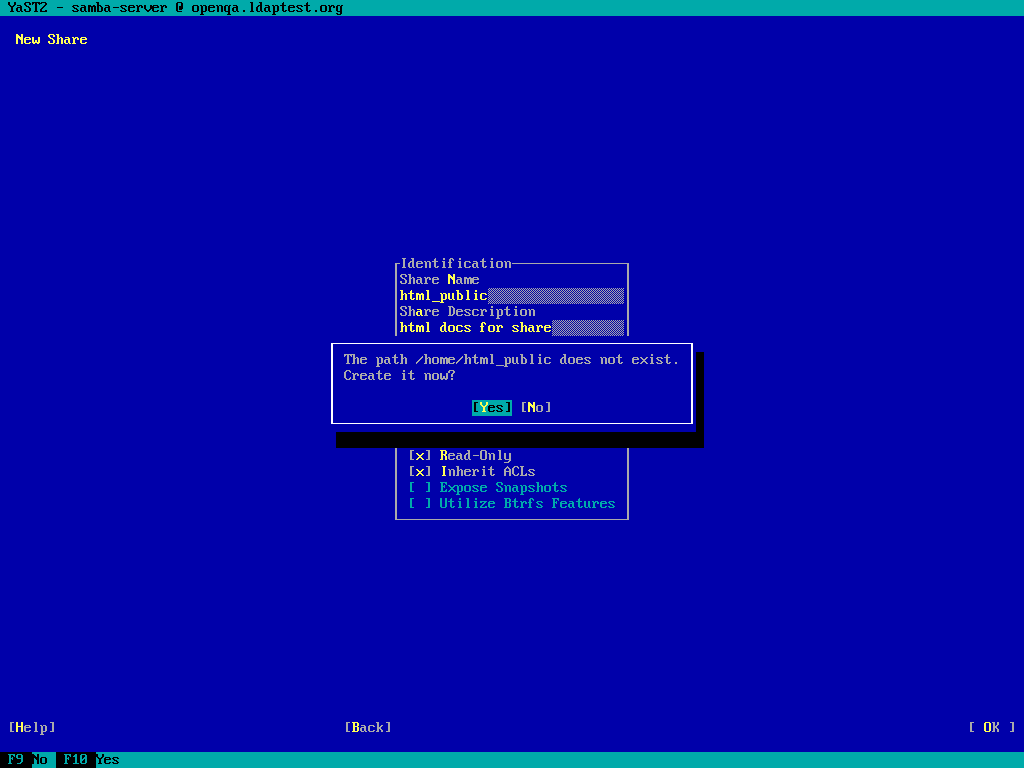 YaST2 - samba-server @ openqa.ldaptest.org
New Share
Identification
Share Name
html_public
Share Description
html docs for share
The path /home/html_public does not exist.
Create it now?
[Yes] [No]
[x] Read-Only
[x] Inherit ACLs
[ ] Expose Snapshots
[ ] Utilize Btrfs Features
[Help] [Back] [ OK ]
F9 No F10 Yes